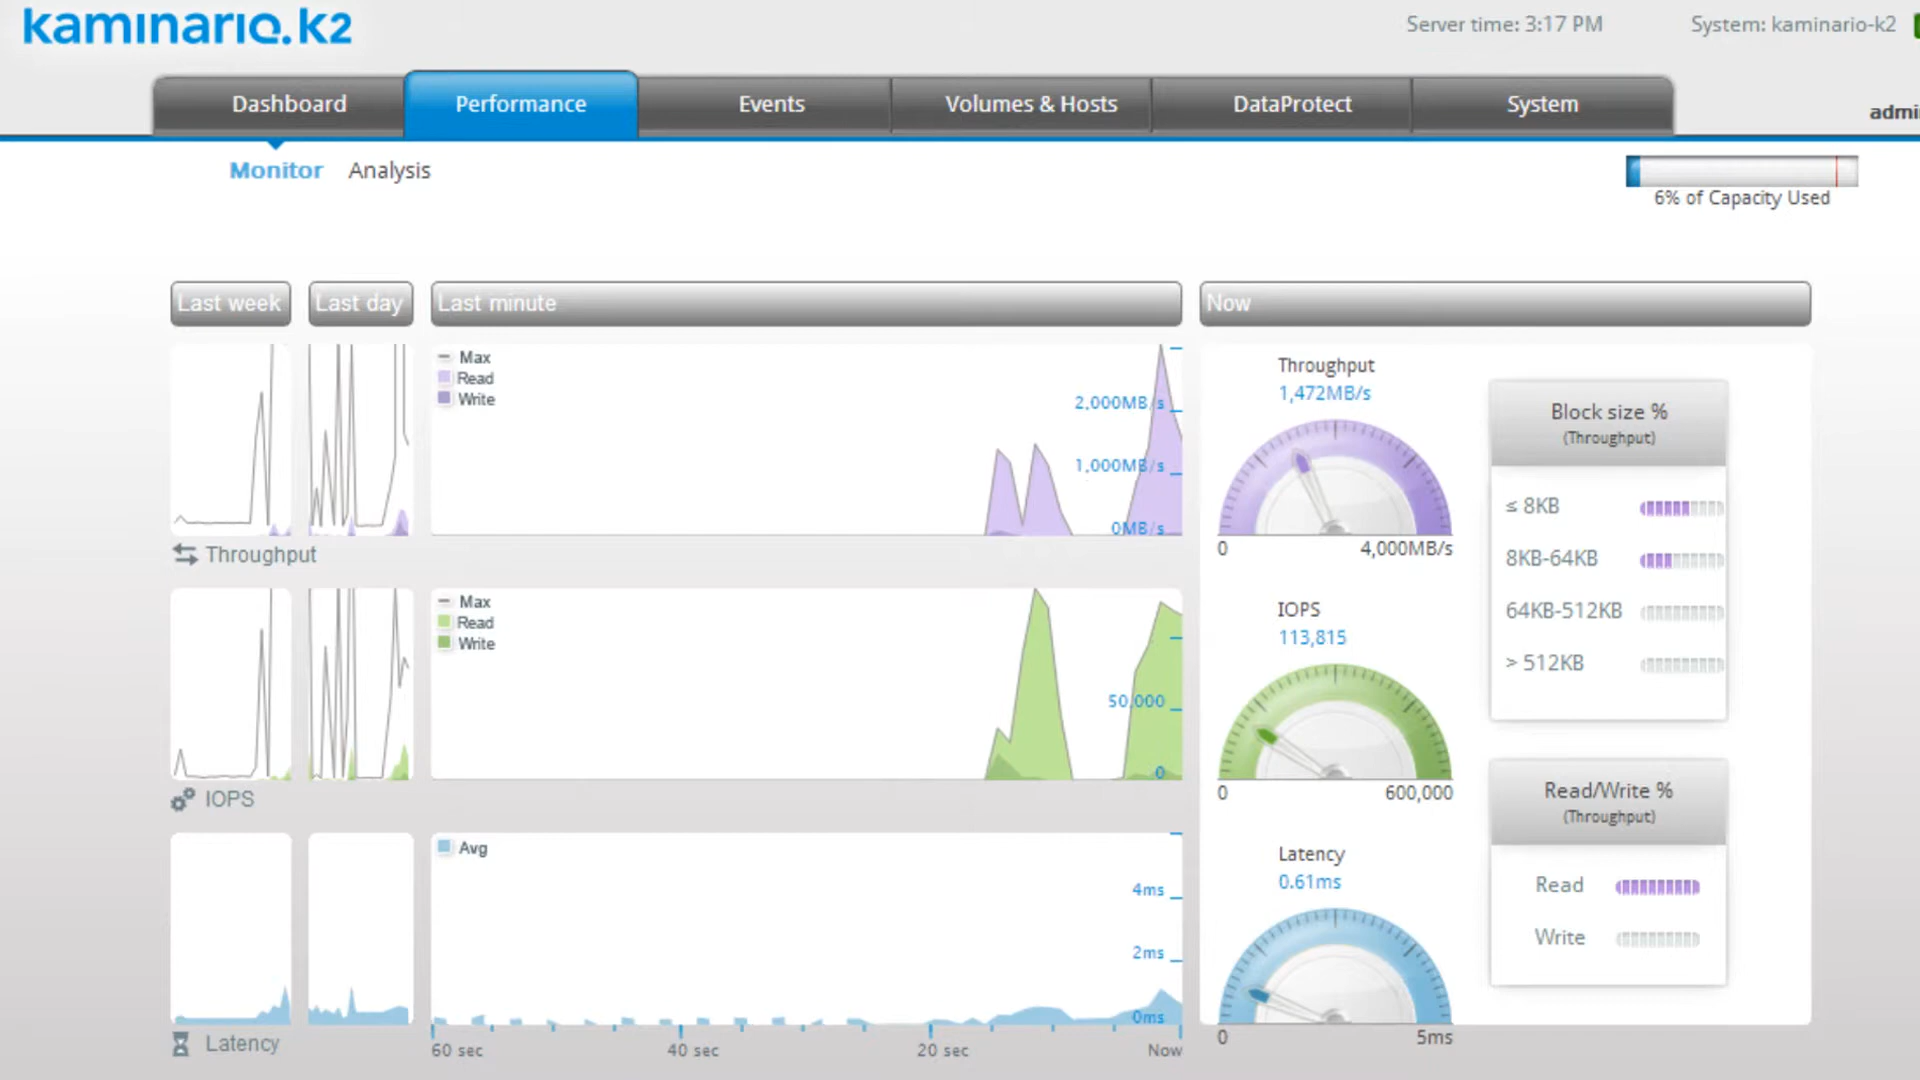 kaminario.k2
Server time: 3:17 PM
System: kaminario-k2
Dashboard
Performance
Events
Volumes & Hosts
DataProtect
System
Monitor
Analysis
6% of Capacity Used
Last week
Last day
Last minute
Now
Max
Read
Write
2,000MB/s
1,000MB/s
0MB/s
Throughput
Throughput
1,472MB/s
0
4,000MB/s
Max
Read
Write
50,000
0
IOPS
IOPS
113,815
0
600,000
Avg
4ms
2ms
0ms
60 sec
40 sec
20 sec
Now
Latency
Latency
0.61ms
0
5ms
Block size %
(Throughput)
≤ 8KB
8KB-64KB
64KB-512KB
> 512KB
Read/Write %
(Throughput)
Read
Write